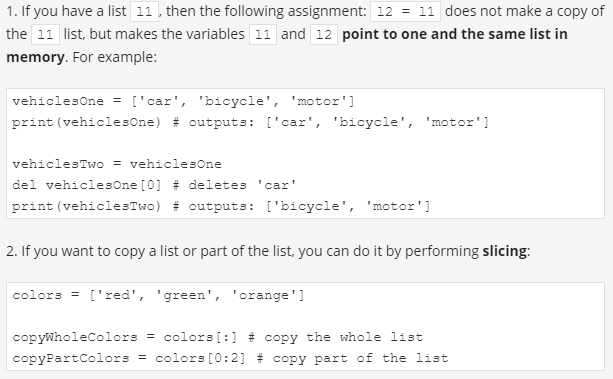 1. If you have a list l1 , then the following assignment: l2 = l1 does not make a copy of
the l1 list, but makes the variables l1 and l2 point to one and the same list in
memory. For example:
vehiclesOne = ['car', 'bicycle', 'motor']
print(vehiclesOne) # outputs: ['car', 'bicycle', 'motor']
vehiclesTwo = vehiclesOne
del vehiclesOne[0] # deletes 'car'
print(vehiclesTwo) # outputs: ['bicycle', 'motor']
2. If you want to copy a list or part of the list, you can do it by performing slicing:
colors = ['red', 'green', 'orange']
copyWholeColors = colors[:] # copy the whole list
copyPartColors = colors[0:2] # copy part of the list